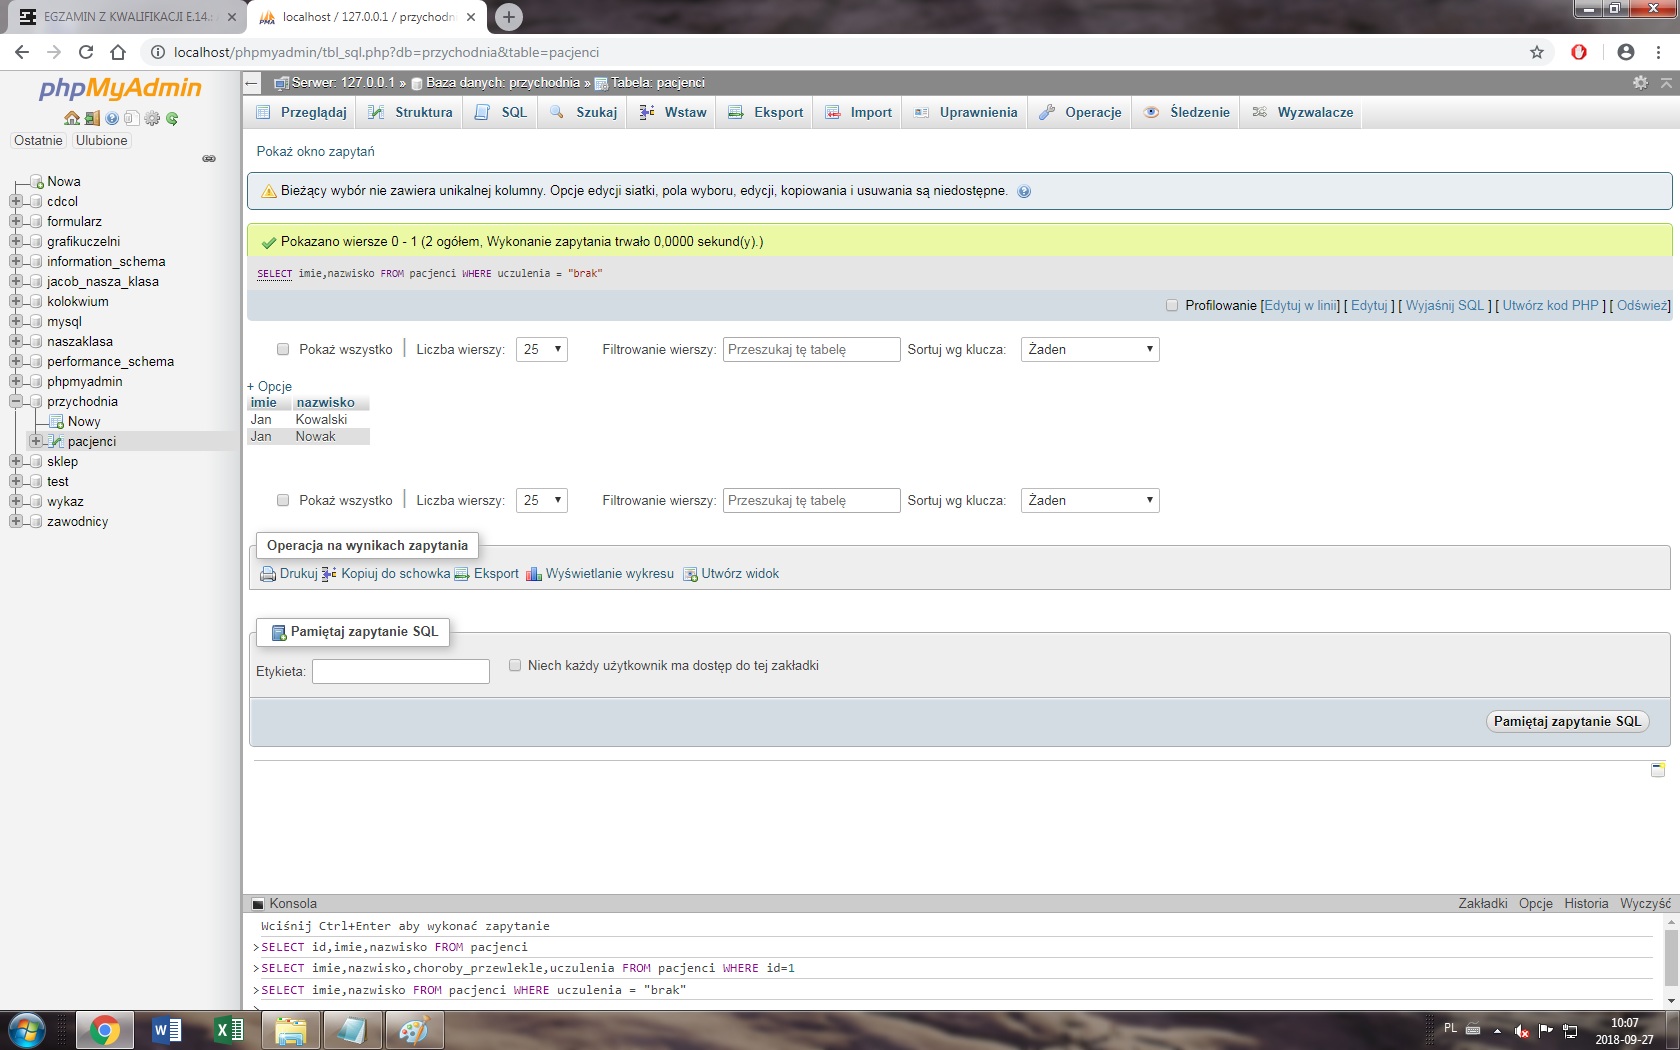 EGZAMIN Z KWALIFIKACJI E.14
localhost / 127.0.0.1 / przychodni
localhost/phpmyadmin/tbl_sql.php?db=przychodnia&table=pacjenci
phpMyAdmin
Ostatnie Ulubione
Nowa
cdcol
formularz
grafikuczelni
information_schema
jacob_nasza_klasa
kolokwium
mysql
naszaklasa
performance_schema
phpmyadmin
przychodnia
Nowy
pacjenci
sklep
test
wykaz
zawodnicy
Serwer: 127.0.0.1 » Baza danych: przychodnia » Tabela: pacjenci
Przeglądaj Struktura SQL Szukaj Wstaw Eksport Import Uprawnienia Operacje Śledzenie Wyzwalacze
Pokaż okno zapytań
Bieżący wybór nie zawiera unikalnej kolumny. Opcje edycji siatki, pola wyboru, edycji, kopiowania i usuwania są niedostępne.
Pokazano wiersze 0 - 1 (2 ogółem, Wykonanie zapytania trwało 0,0000 sekund(y).)
SELECT imie,nazwisko FROM pacjenci WHERE uczulenia = "brak"
Profilowanie [Edytuj w linii] [ Edytuj ] [ Wyjaśnij SQL ] [ Utwórz kod PHP ] [ Odśwież]
Pokaż wszystko | Liczba wierszy: 25 Filtrowanie wierszy: Przeszukaj tę tabelę Sortuj wg klucza: Żaden
+ Opcje
imie nazwisko
Jan Kowalski
Jan Nowak
Pokaż wszystko | Liczba wierszy: 25 Filtrowanie wierszy: Przeszukaj tę tabelę Sortuj wg klucza: Żaden
Operacja na wynikach zapytania
Drukuj Kopiuj do schowka Eksport Wyświetlanie wykresu Utwórz widok
Pamiętaj zapytanie SQL
Etykieta: Niech każdy użytkownik ma dostęp do tej zakładki
Pamiętaj zapytanie SQL
Konsola Zakładki Opcje Historia Wyczyść
Wciśnij Ctrl+Enter aby wykonać zapytanie
>SELECT id,imie,nazwisko FROM pacjenci
>SELECT imie,nazwisko,choroby_przewlekle,uczulenia FROM pacjenci WHERE id=1
>SELECT imie,nazwisko FROM pacjenci WHERE uczulenia = "brak"
PL 10:07
2018-09-27